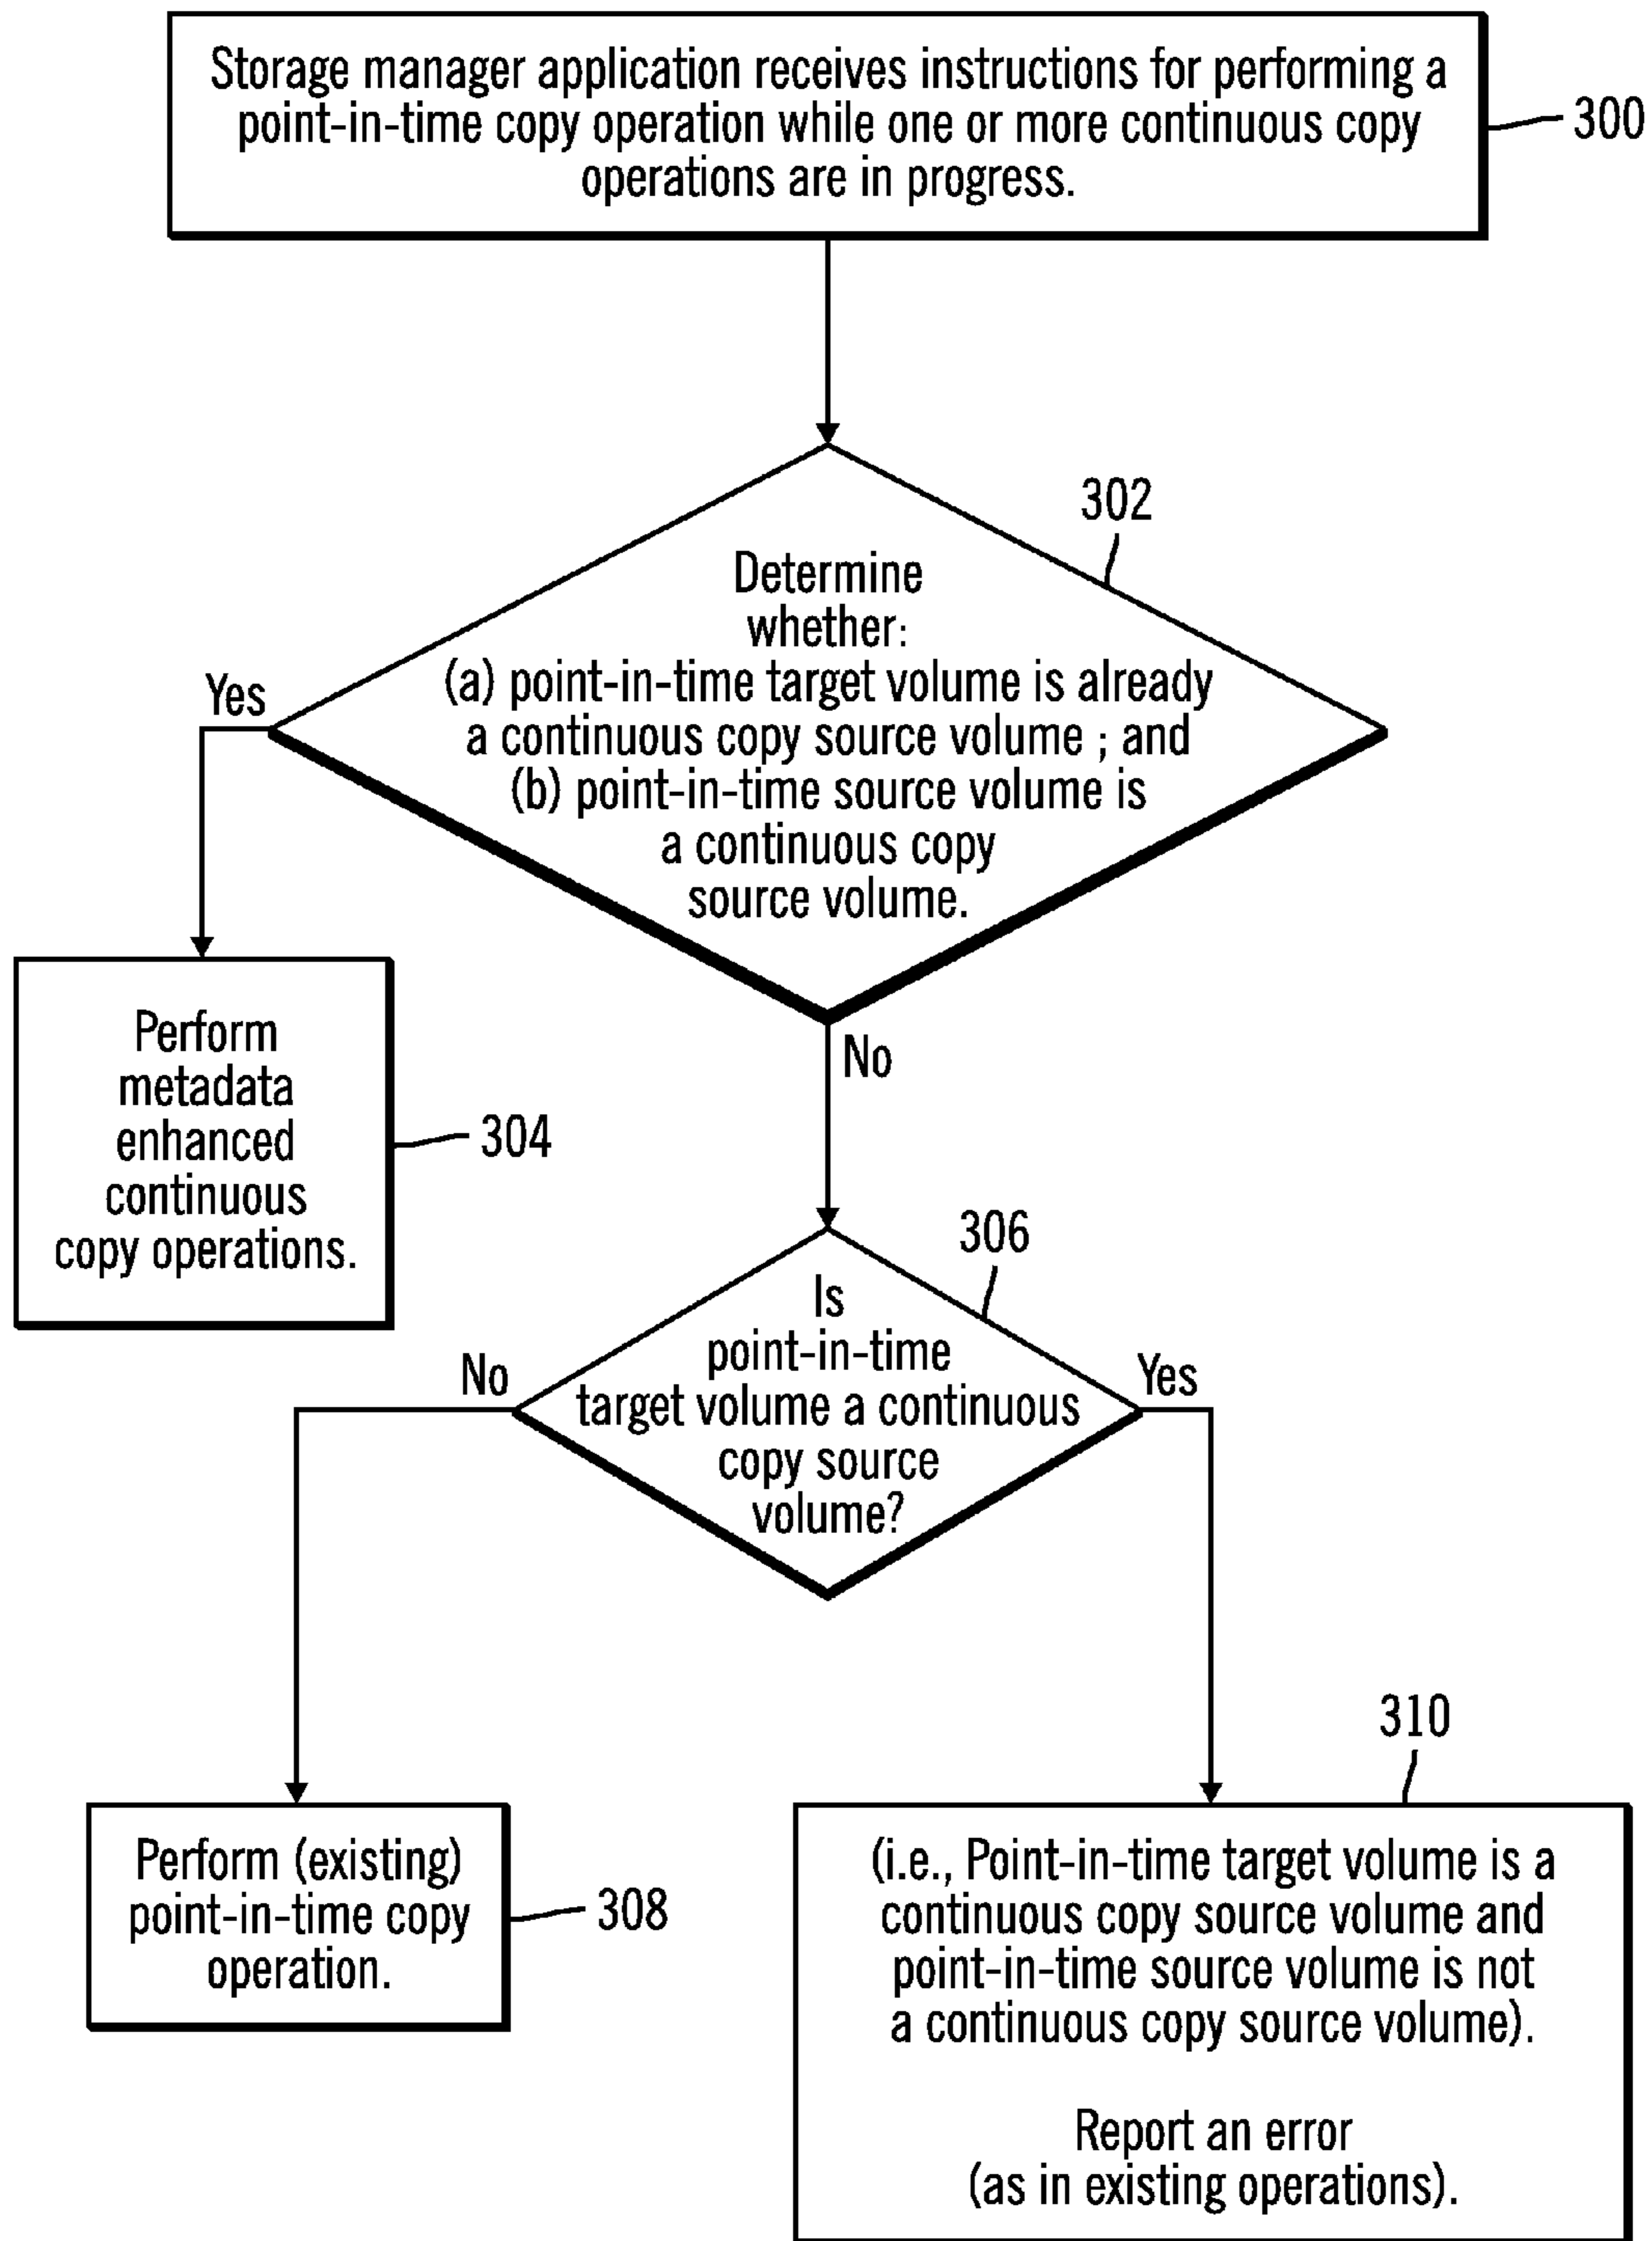 Storage manager application receives instructions for performing a
point-in-time copy operation while one or more continuous copy
operations are in progress.
300
302
Determine
whether:
(a) point-in-time target volume is already
a continuous copy source volume ; and
(b) point-in-time source volume is
a continuous copy
source volume.
Yes
No
Perform
metadata
enhanced
continuous
copy operations.
304
306
Is
point-in-time
target volume a continuous
copy source
volume?
No
Yes
Perform (existing)
point-in-time copy
operation.
308
310
(i.e., Point-in-time target volume is a
continuous copy source volume and
point-in-time source volume is not
a continuous copy source volume).
Report an error
(as in existing operations).